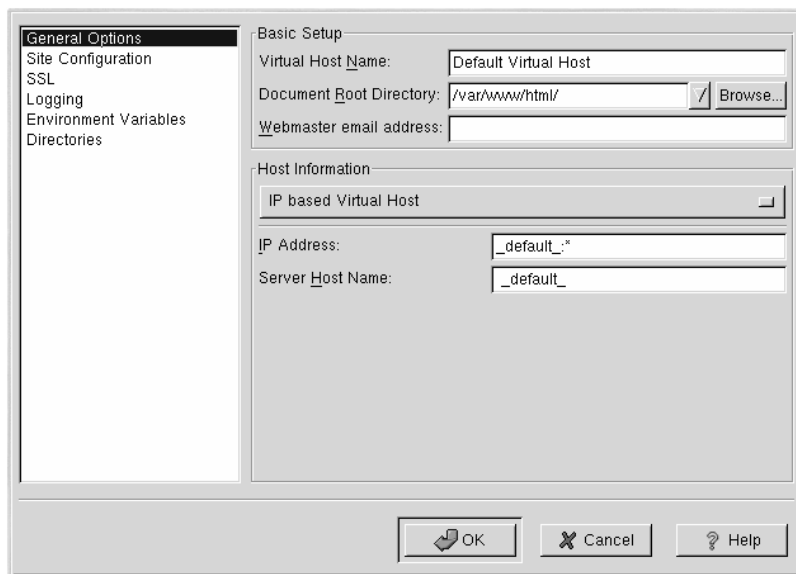 General Options
Site Configuration
SSL
Logging
Environment Variables
Directories
Basic Setup
Virtual Host Name: Default Virtual Host
Document Root Directory: /var/www/html/ Browse...
Webmaster email address:
Host Information
IP based Virtual Host
IP Address: _default_:*
Server Host Name: _default_
OK Cancel Help